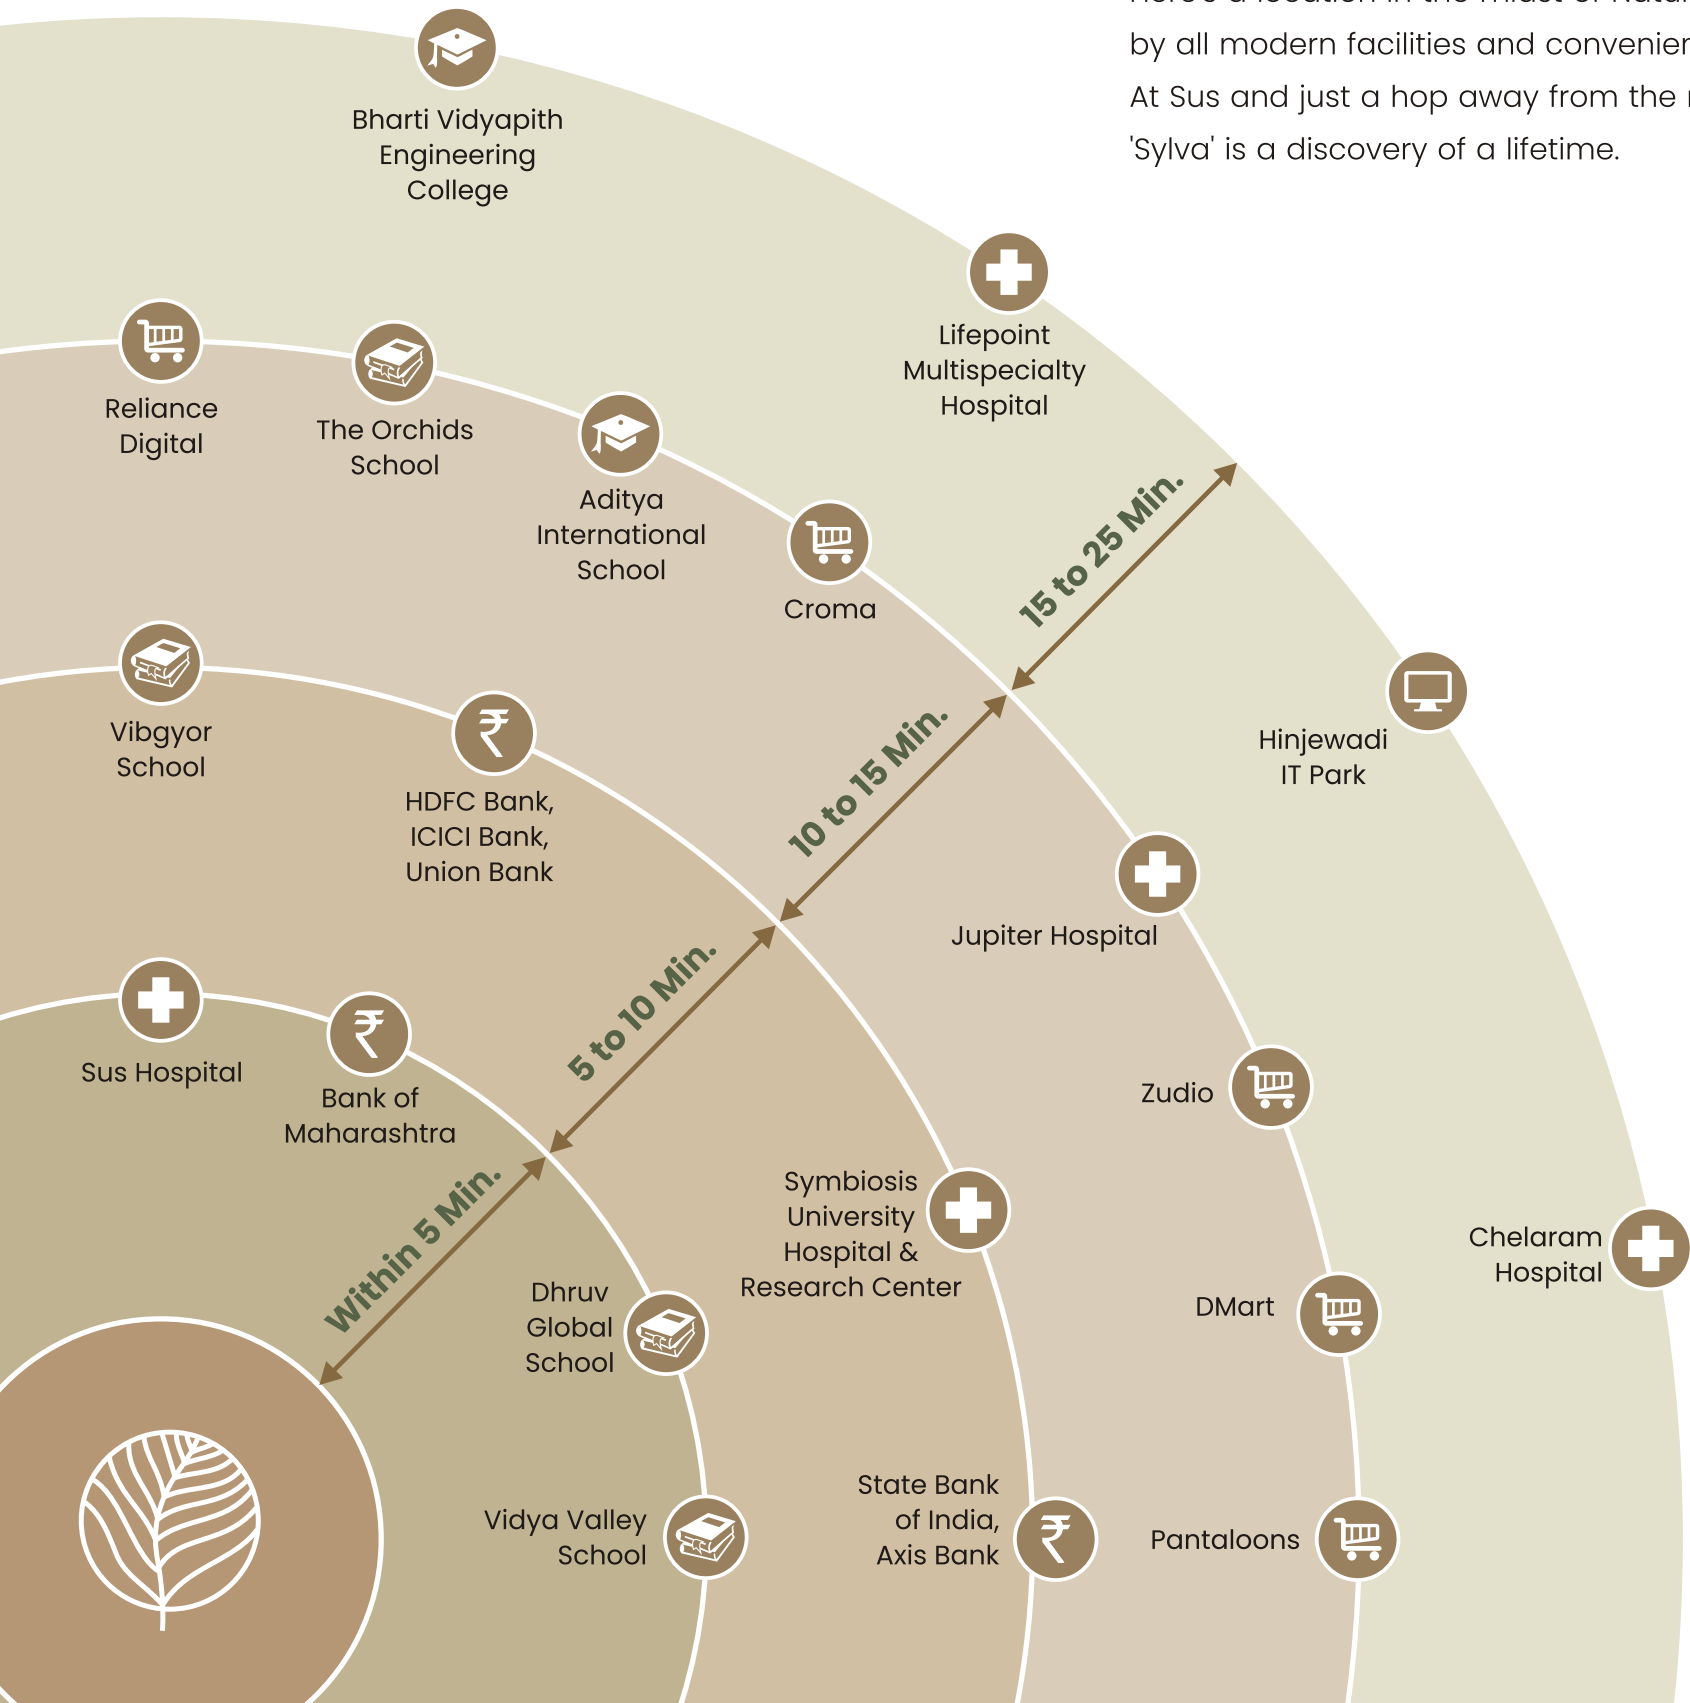 by all modern facilities and
At Sus and just a hop away from the
'Sylva' is a discovery of a lifetime.
Bharti Vidyapith
Engineering
College
Lifepoint
Multispecialty
Hospital
Reliance
Digital
The Orchids
School
Aditya
International
School
Croma
15 to 25 Min.
Hinjewadi
IT Park
Vibgyor
School
HDFC Bank,
ICICI Bank,
Union Bank
10 to 15 Min.
Jupiter Hospital
Sus Hospital
Bank of
Maharashtra
5 to 10 Min.
Zudio
Symbiosis
University
Hospital &
Research Center
Chelaram
Hospital
Within 5 Min.
Dhruv
Global
School
DMart
Vidya Valley
School
State Bank
of India,
Axis Bank
Pantaloons